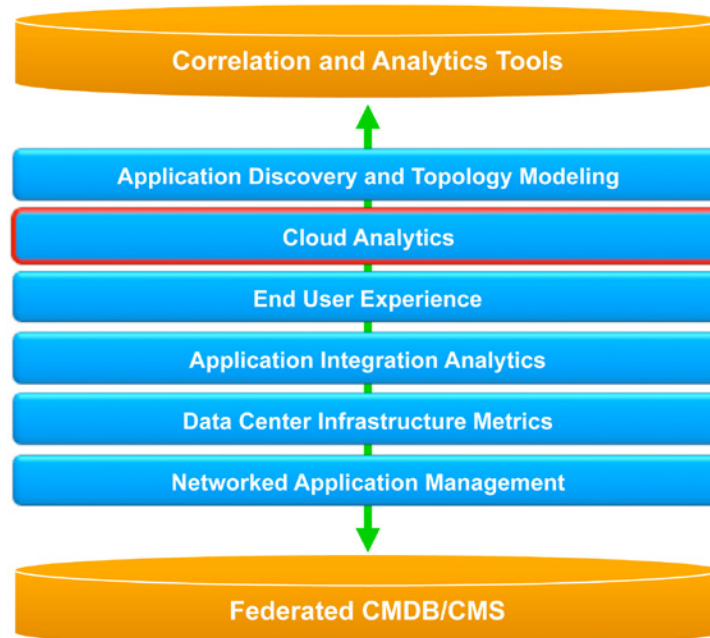 Correlation and Analytics Tools
Application Discovery and Topology Modeling
Cloud Analytics
End User Experience
Application Integration Analytics
Data Center Infrastructure Metrics
Networked Application Management
Federated CMDB/CMS